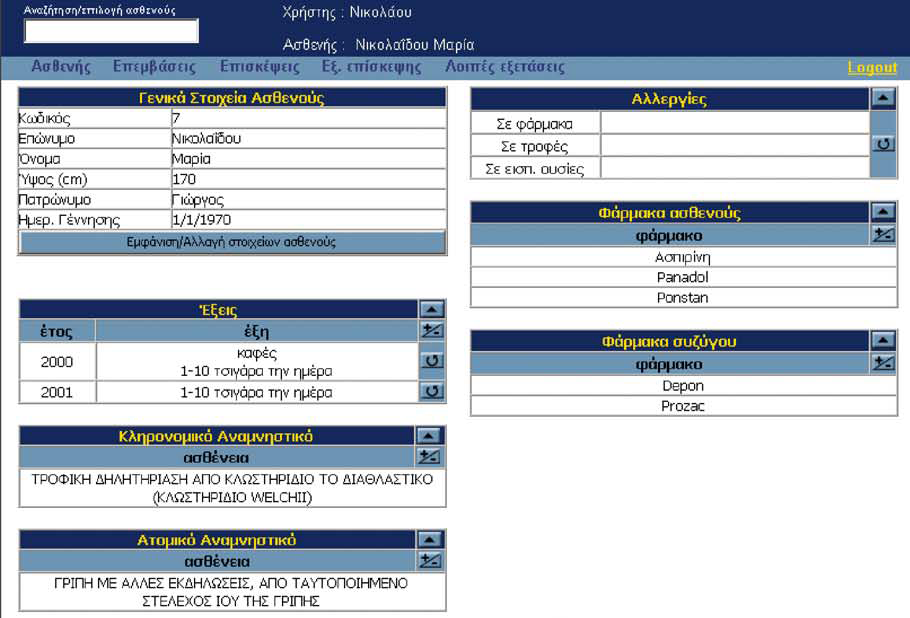 Αναζήτηση/επιλογή ασθενούς
Χρήστης : Νικολάου
Ασθενής : Νικολαΐδου Μαρία
Ασθενής Επεμβάσεις Επισκέψεις Εξ. επίσκεψης Λοιπές εξετάσεις Logout
Γενικά Στοιχεία Ασθενούς
Κωδικός 7
Επώνυμο Νικολαΐδου
Όνομα Μαρία
Ύψος (cm) 170
Πατρώνυμο Γιώργος
Ημερ. Γέννησης 1/1/1970
Εμφάνιση/Αλλαγή στοιχείων ασθενούς
Έξεις
έτος έξη
2000 καφές
1-10 τσιγάρα την ημέρα
2001 1-10 τσιγάρα την ημέρα
Κληρονομικό Αναμνηστικό
ασθένεια
ΤΡΟΦΙΚΗ ΔΗΛΗΤΗΡΙΑΣΗ ΑΠΟ ΚΛΩΣΤΗΡΙΔΙΟ ΤΟ ΔΙΑΘΛΑΣΤΙΚΟ
(ΚΛΩΣΤΗΡΙΔΙΟ WELCHII)
Ατομικό Αναμνηστικό
ασθένεια
ΓΡΙΠΗ ΜΕ ΑΛΛΕΣ ΕΚΔΗΛΩΣΕΙΣ, ΑΠΟ ΤΑΥΤΟΠΟΙΗΜΕΝΟ
ΣΤΕΛΕΧΟΣ ΙΟΥ ΤΗΣ ΓΡΙΠΗΣ
Αλλεργίες
Σε φάρμακα
Σε τροφές
Σε εισπ. ουσίες
Φάρμακα ασθενούς
φάρμακο
Ασπιρίνη
Panadol
Ponstan
Φάρμακα συζύγου
φάρμακο
Depon
Prozac